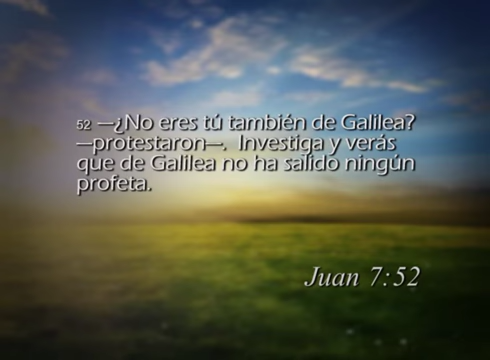 52 —¿No eres tú también de Galilea?
—protestaron—. Investiga y verás
que de Galilea no ha salido ningún
profeta.
Juan 7:52